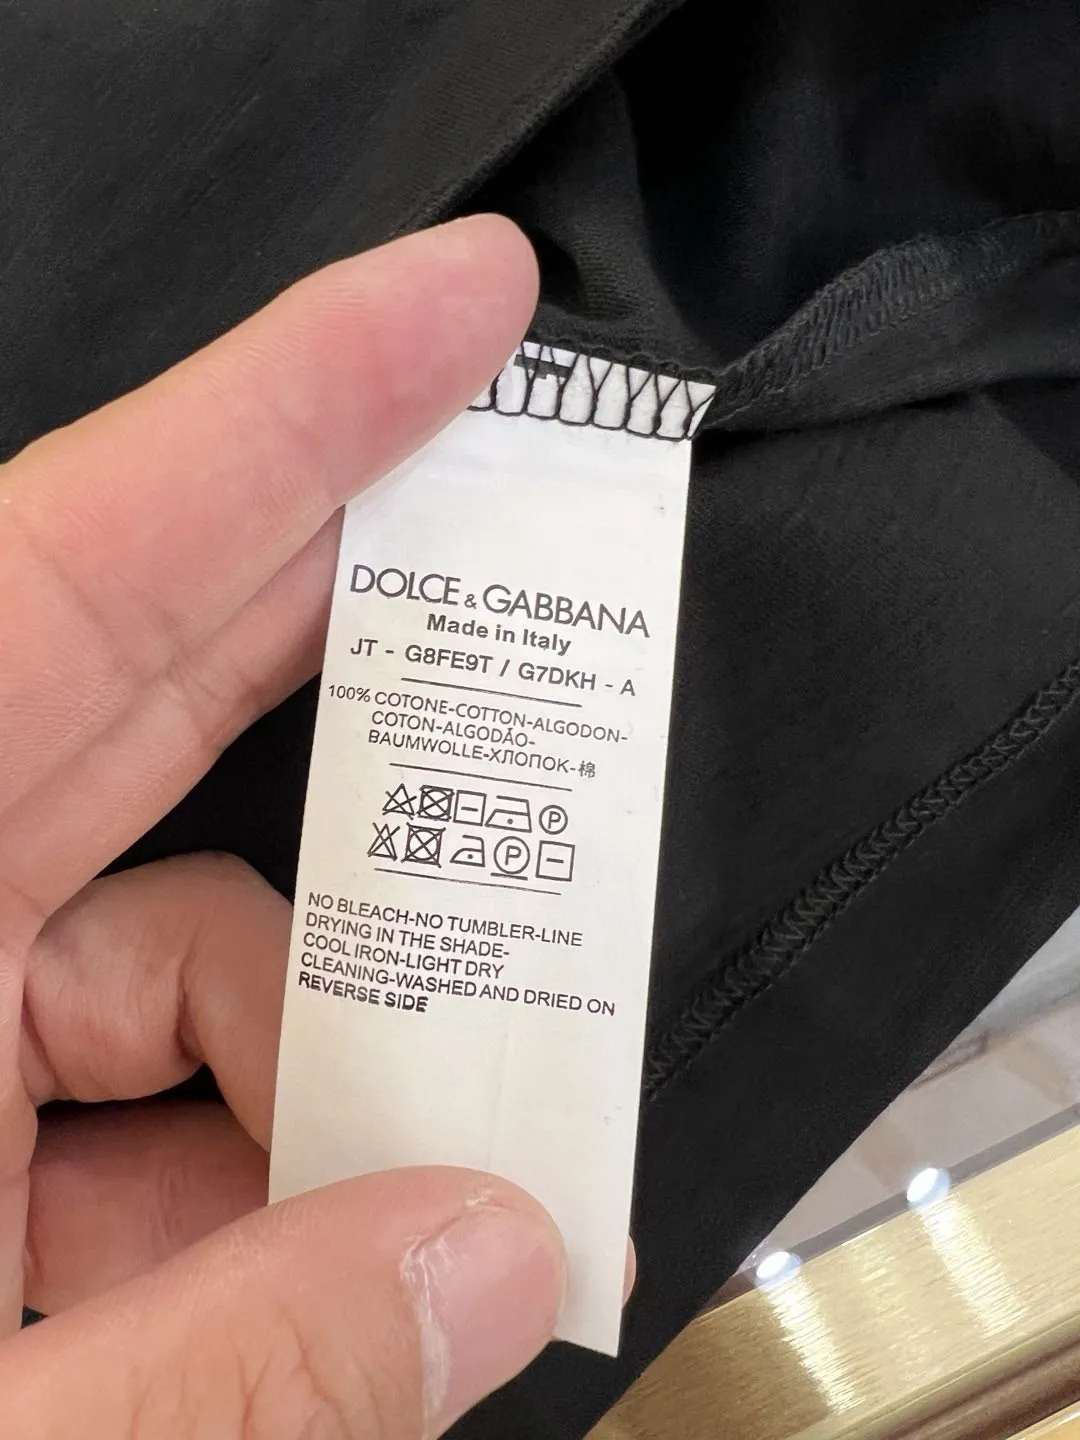 DOLCE & GABBANA
Made in Italy
JT - G8FE9T / G7DKH - A
100% COTONE-COTTON-ALGODON-
COTON-ALGODÃO-
BAUMWOLLE-ХЛОПОК-棉
P
P
NO BLEACH-NO TUMBLER-LINE
DRYING IN THE SHADE-
COOL IRON-LIGHT DRY
CLEANING-WASHED AND DRIED ON
REVERSE SIDE